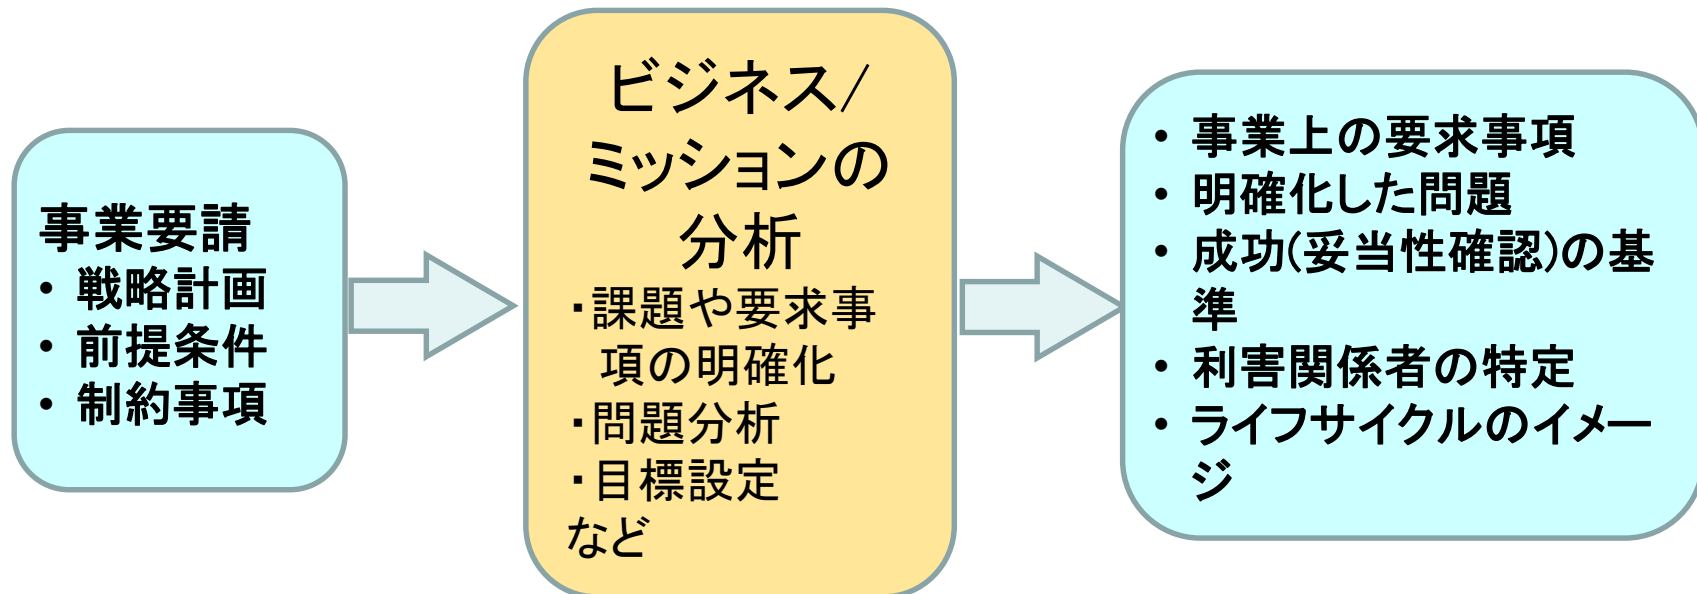 事業要請
• 戦略計画
• 前提条件
• 制約事項
ビジネス/
ミッションの
分析
・課題や要求事
項の明確化
・問題分析
・目標設定
など
• 事業上の要求事項
• 明確化した問題
• 成功(妥当性確認)の基
準
• 利害関係者の特定
• ライフサイクルのイメー
ジ